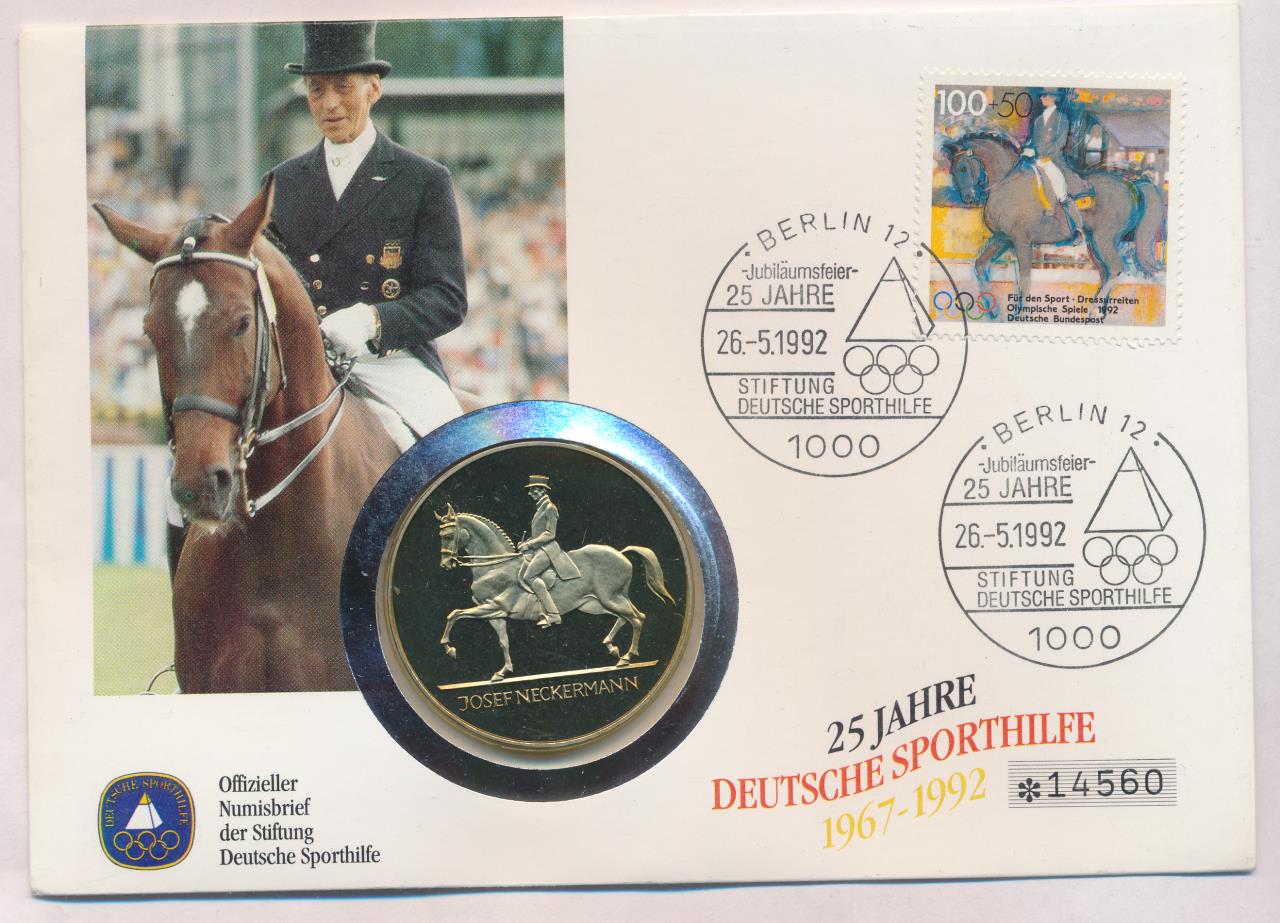 100+50
Für den Sport · Dressurreiten
Olympische Spiele 1992
Deutsche Bundespost
· BERLIN 12 ·
-Jubiläumsfeier-
25 JAHRE
26.-5.1992
STIFTUNG
DEUTSCHE SPORTHILFE
1000
· BERLIN 12 ·
-Jubiläumsfeier-
25 JAHRE
26.-5.1992
STIFTUNG
DEUTSCHE SPORTHILFE
1000
JOSEF NECKERMANN
25 JAHRE
DEUTSCHE SPORTHILFE
1967-1992
*14560
DEUTSCHE SPORTHILFE
Offizieller
Numisbrief
der Stiftung
Deutsche Sporthilfe